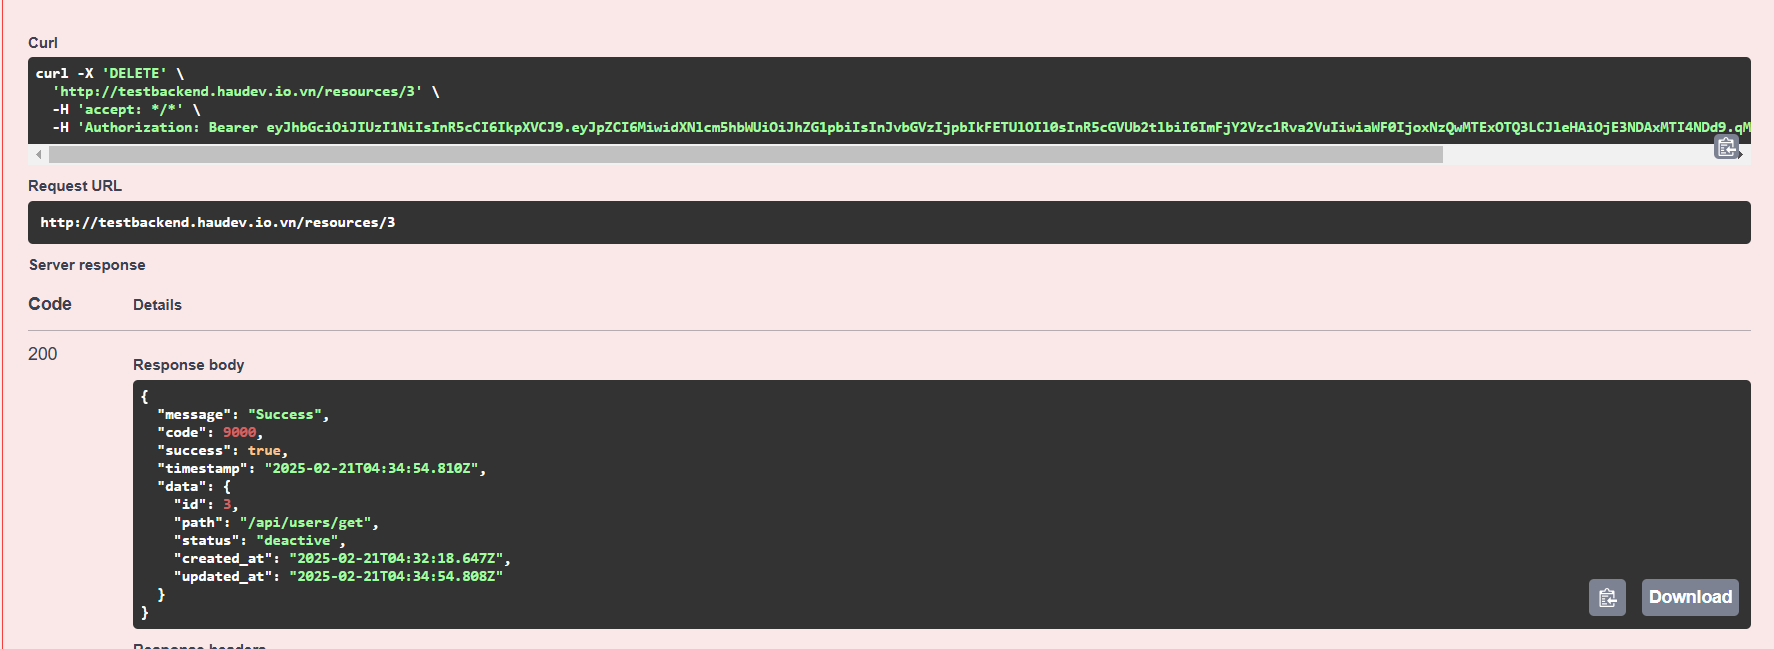 Curl
curl -X 'DELETE' \
'http://testbackend.haudev.io.vn/resources/3' \
-H 'accept: */*' \
-H 'Authorization: Bearer eyJhbGciOiJIUzI1NiIsInR5cCI6IkpXVCJ9.eyJpZCI6MiwidXNlcm5hbWUiOiJhZG1pbiIsInJvbGVzIjpbIkFETUlOIl0sInR5cGVUb2tlbiI6ImFjY2Vzc1Rva2VuIiwiaWF0IjoxNzQwMTExOTQ3LCJleHAiOjE3NDAxMTI4NDd9.qM
Request URL
http://testbackend.haudev.io.vn/resources/3
Server response
Code Details
200
Response body
{
"message": "Success",
"code": 9000,
"success": true,
"timestamp": "2025-02-21T04:34:54.810Z",
"data": {
"id": 3,
"path": "/api/users/get",
"status": "deactive",
"created_at": "2025-02-21T04:32:18.647Z",
"updated_at": "2025-02-21T04:34:54.808Z"
}
}
Download
Response headers